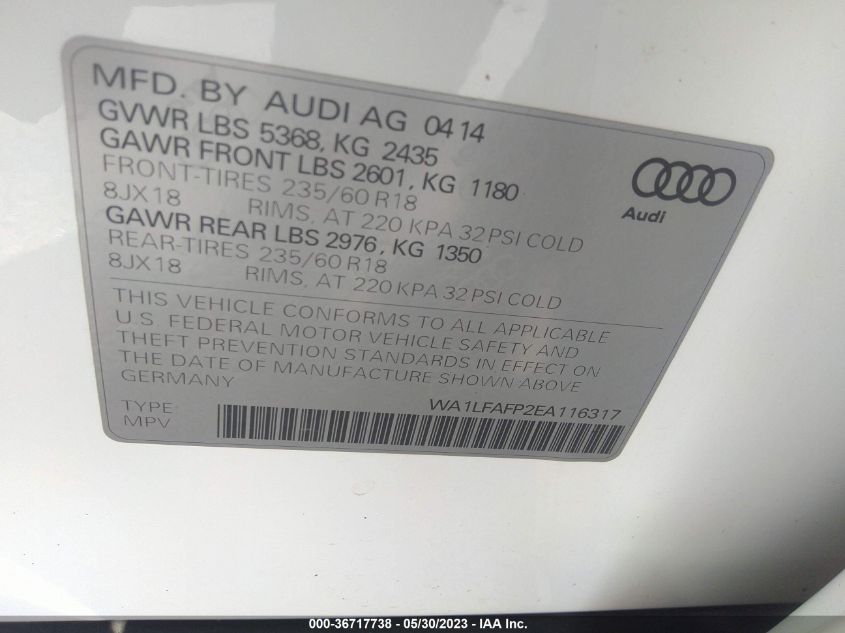 MFD. BY AUDI AG 0414
GVWR LBS 5368, KG 2435
GAWR FRONT LBS 2601, KG 1180
FRONT-TIRES 235/60 R18
8JX18 RIMS, AT 220 KPA 32 PSI COLD
GAWR REAR LBS 2976, KG 1350
REAR-TIRES 235/60 R18
8JX18 RIMS, AT 220 KPA 32 PSI COLD
Audi
THIS VEHICLE CONFORMS TO ALL APPLICABLE
U.S. FEDERAL MOTOR VEHICLE SAFETY AND
THEFT PREVENTION STANDARDS IN EFFECT ON
THE DATE OF MANUFACTURE SHOWN ABOVE
GERMANY
WA1LFAFP2EA116317
TYPE
MPV
000-36717738 - 05/30/2023 - IAA Inc.